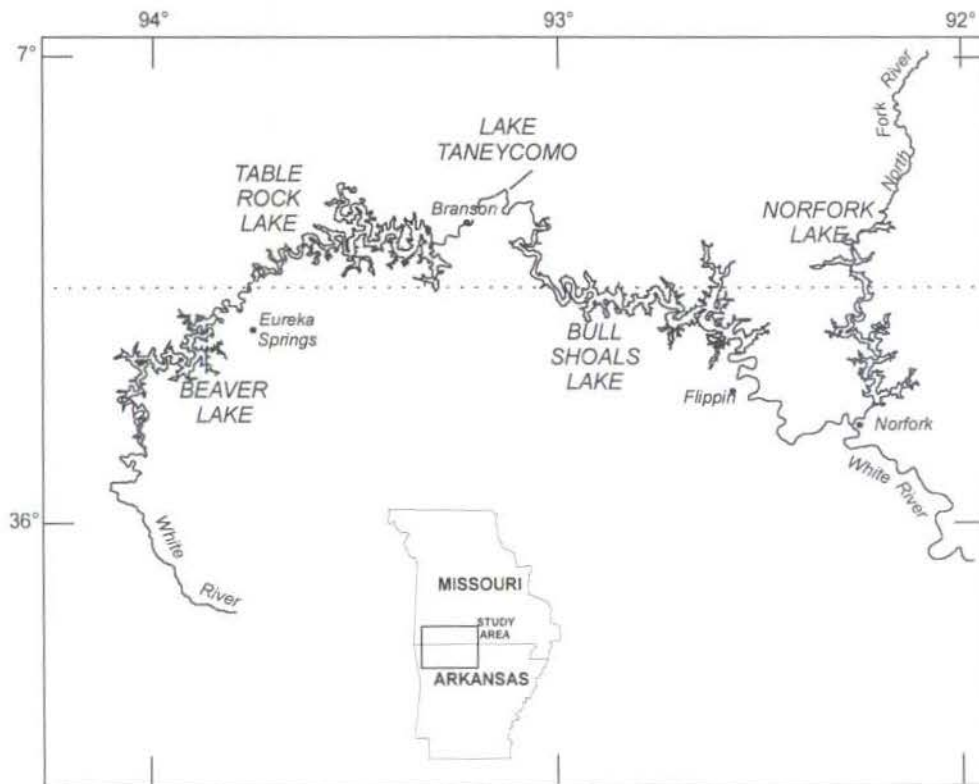 94°
93°
92°
7°
North Fork River
LAKE
TANEYCOMO
TABLE
ROCK
LAKE
Branson
NORFORK
LAKE
Eureka
Springs
BULL
SHOALS
LAKE
BEAVER
LAKE
Flippin
Norfork
White River
36°
White River
MISSOURI
STUDY
AREA
ARKANSAS